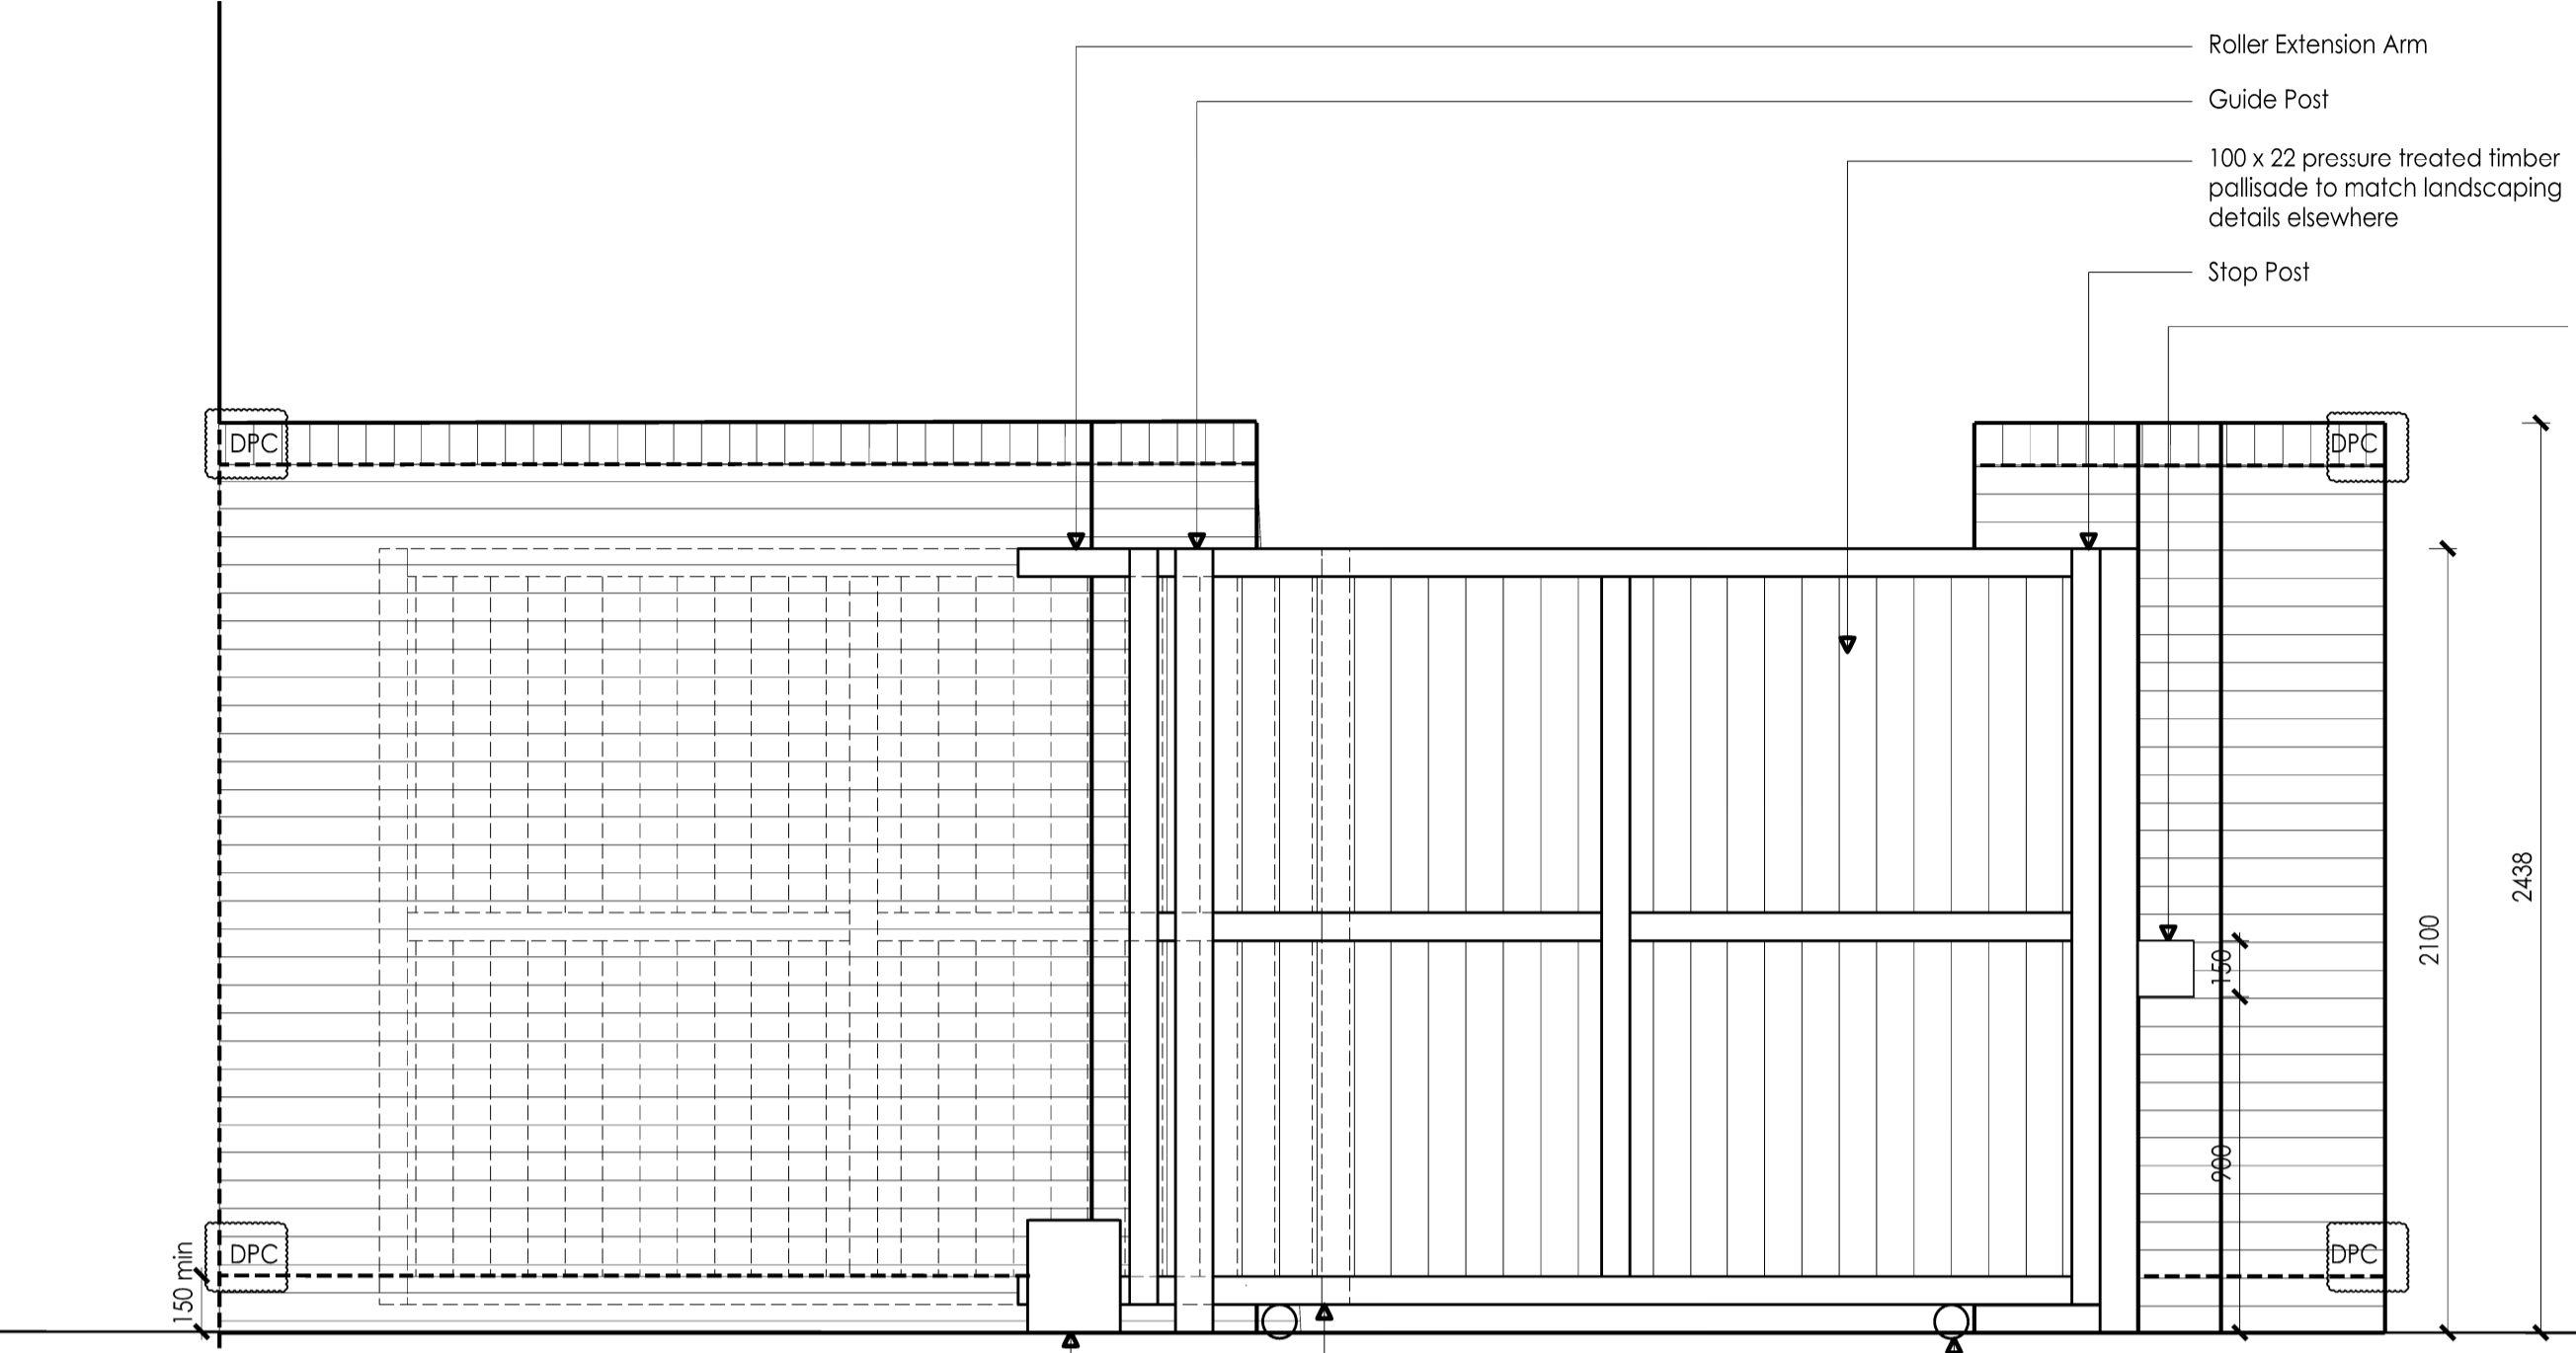 Roller Extension Arm
Guide Post
100 x 22 pressure treated timber
pallisade to match landscaping
details elsewhere
Stop Post
DPC
DPC
2438
2100
150
900
DPC
DPC
150 min